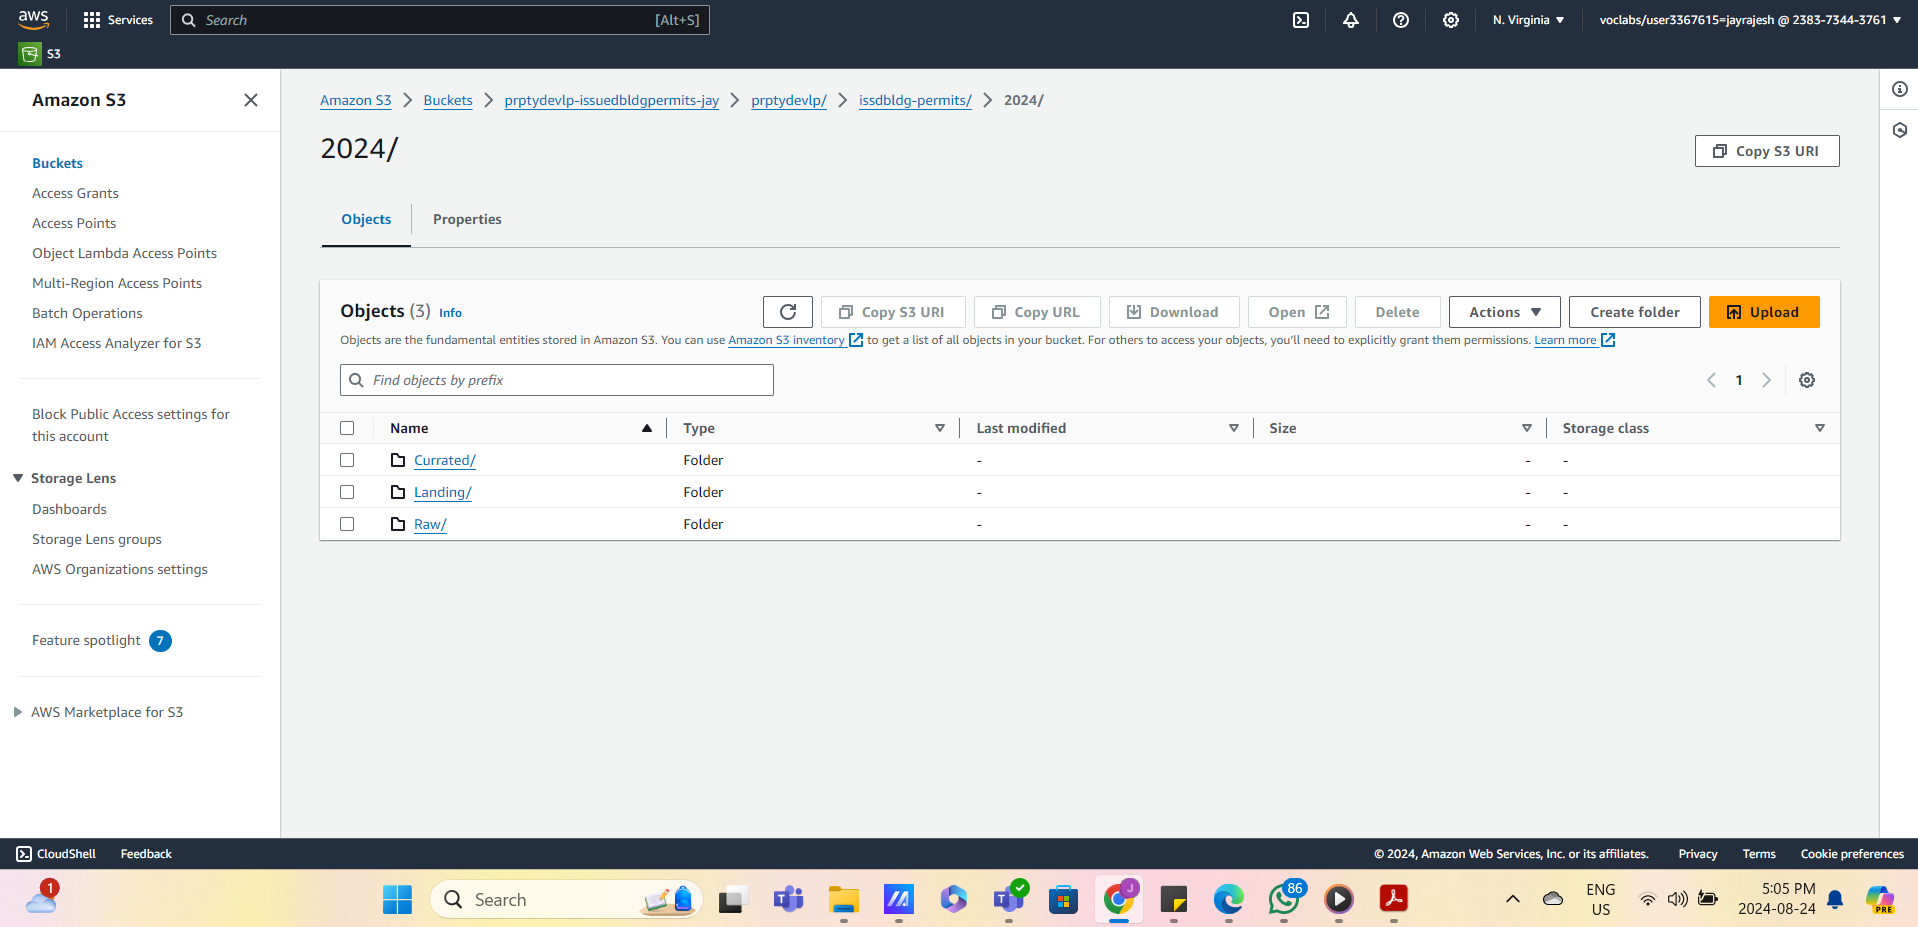 aws
Services
Search [Alt+S]
N. Virginia
voclabs/user3367615=jayrajesh @ 2383-7344-3761
S3
Amazon S3
Buckets
Access Grants
Access Points
Object Lambda Access Points
Multi-Region Access Points
Batch Operations
IAM Access Analyzer for S3
Block Public Access settings for
this account
Storage Lens
Dashboards
Storage Lens groups
AWS Organizations settings
Feature spotlight 7
AWS Marketplace for S3
Amazon S3 > Buckets > prptydevlp-issuedbldgpermits-jay > prptydevlp/ > issdbldg-permits/ > 2024/
2024/
Copy S3 URI
Objects Properties
Objects (3) Info
Copy S3 URI Copy URL Download Open Delete Actions Create folder Upload
Objects are the fundamental entities stored in Amazon S3. You can use Amazon S3 inventory to get a list of all objects in your bucket. For others to access your objects, you'll need to explicitly grant them permissions. Learn more
Find objects by prefix
1
Name Type Last modified Size Storage class
Currated/ Folder - - -
Landing/ Folder - - -
Raw/ Folder - - -
CloudShell Feedback
© 2024, Amazon Web Services, Inc. or its affiliates. Privacy Terms Cookie preferences
1
Search
T
T
J
86
ENG
US
5:05 PM
2024-08-24
PRE